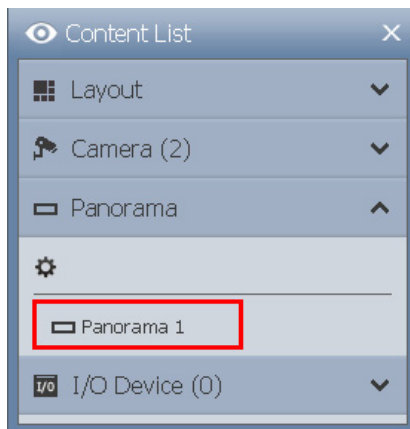 Content List
Layout
Camera (2)
Panorama
Panorama 1
I/O
I/O Device (0)